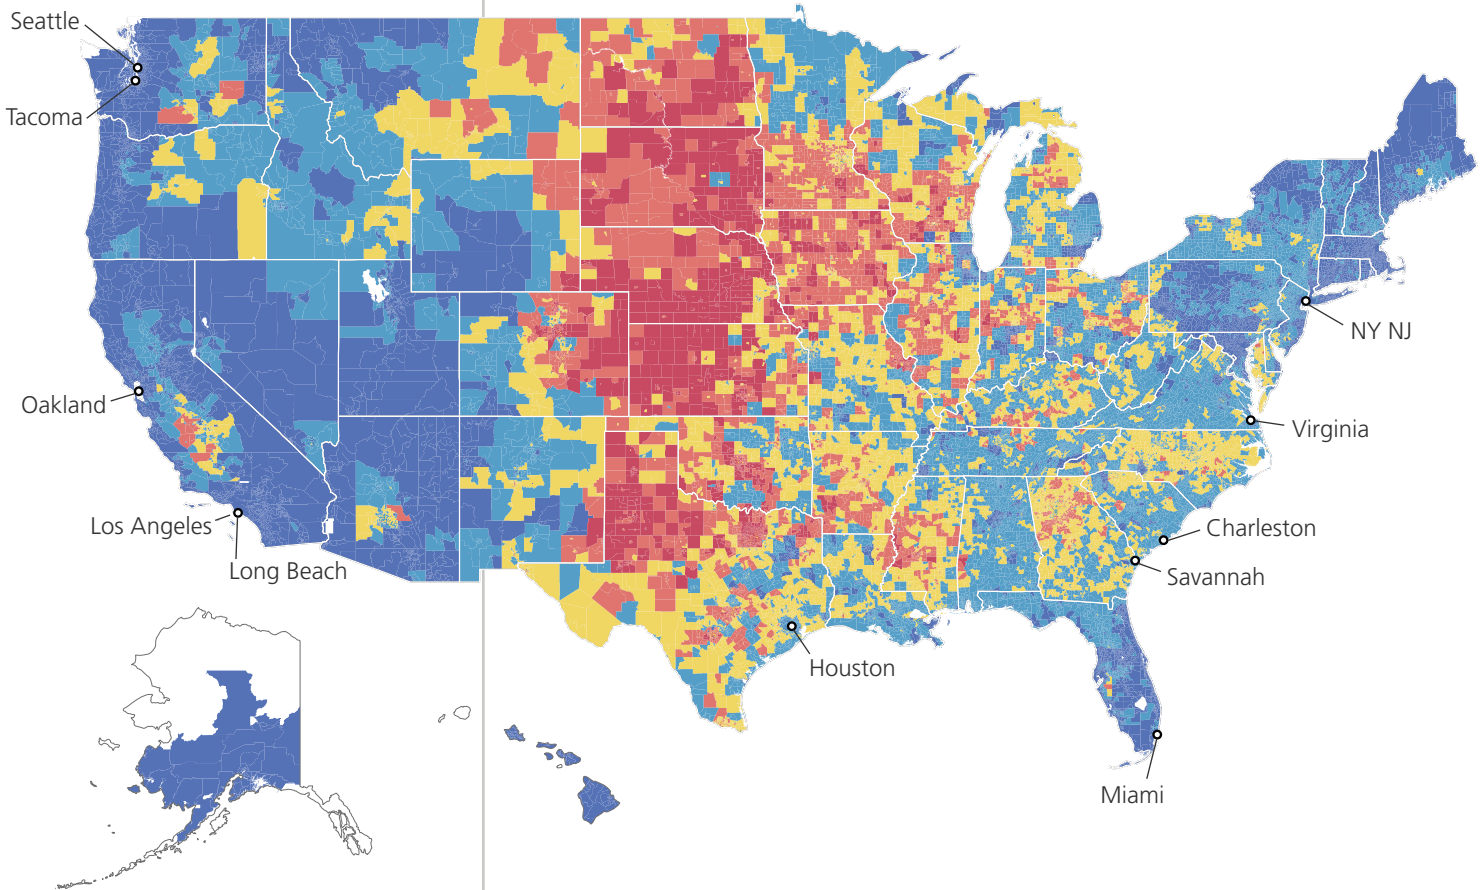 Seattle
Tacoma
Oakland
Los Angeles
Long Beach
NY NJ
Virginia
Charleston
Savannah
Houston
Miami